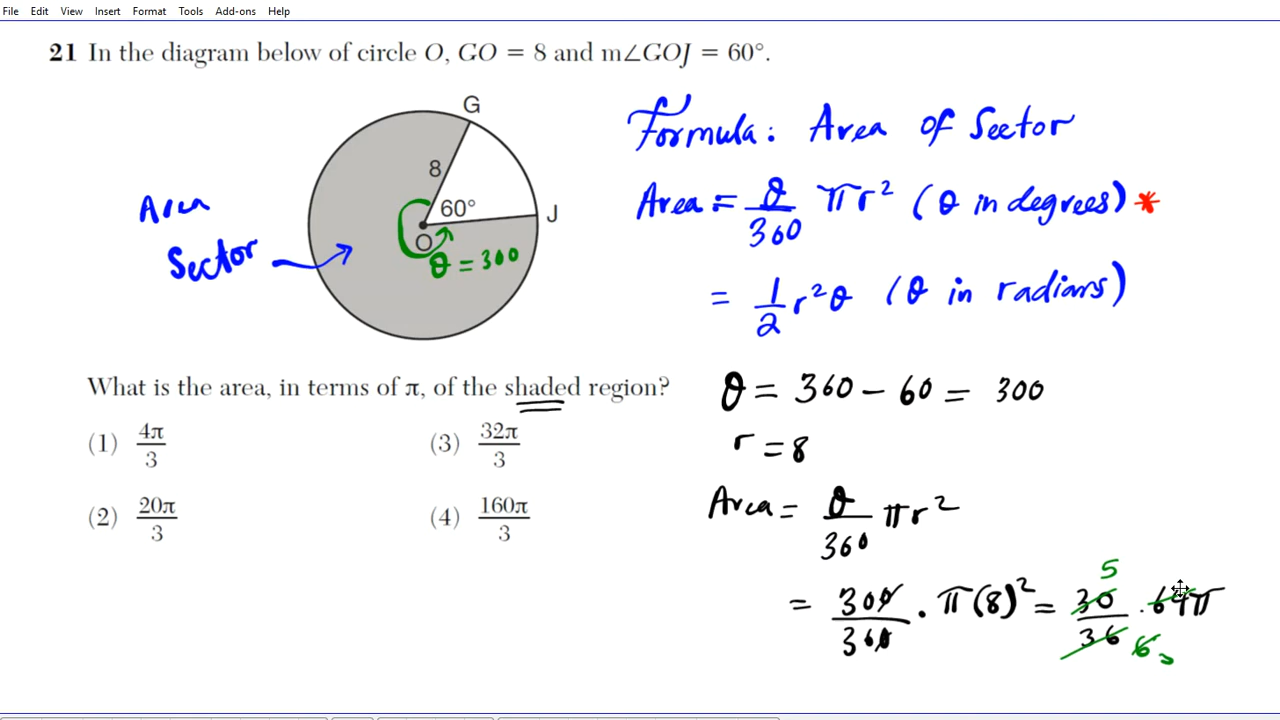 File Edit View Insert Format Tools Add-ons Help
21 In the diagram below of circle O, GO = 8 and m∠GOJ = 60°.
G
8
60°
J
O
θ = 300
Area
Sector
Formula: Area of Sector
Area = θ/360 πr² (θ in degrees) *
= 1/2 r²θ (θ in radians)
What is the area, in terms of π, of the shaded region?
(1) 4π/3
(2) 20π/3
(3) 32π/3
(4) 160π/3
θ = 360 – 60 = 300
r = 8
Area = θ/360 πr²
= 300/360 · π(8)² = 30/36 · 64π
5
6 3